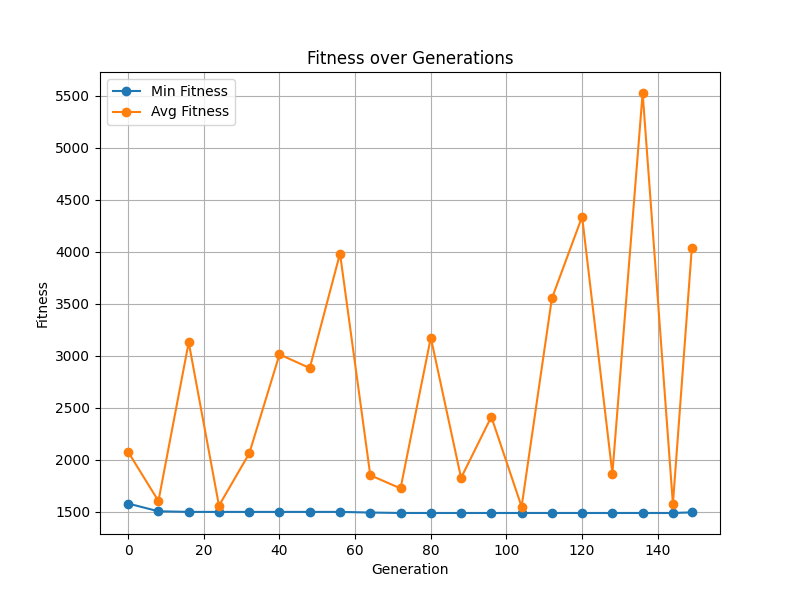 Fitness over Generations
Min Fitness
Avg Fitness
5500
5000
4500
4000
3500
3000
2500
2000
1500
Fitness
0 20 40 60 80 100 120 140
Generation